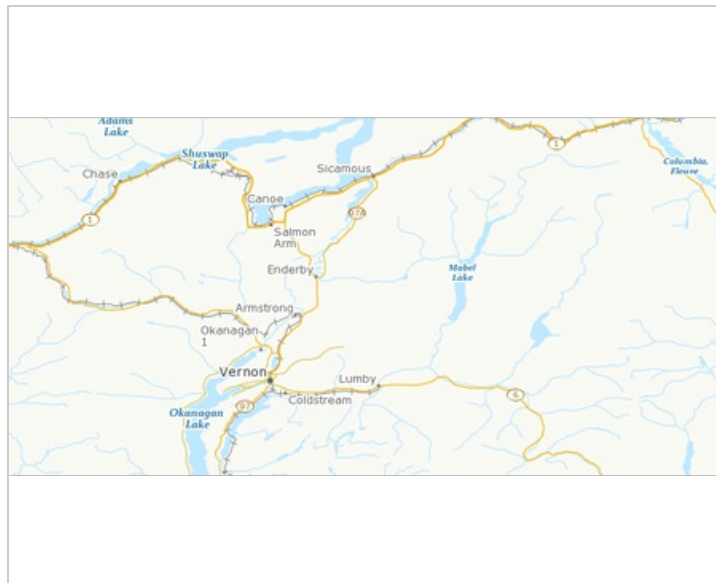 Adams
Lake
Shuswap
Lake
1
Columbia,
Fleuve
Sicamous
Chase
Canoe
97A
1
Salmon
Arm
Mabel
Lake
Enderby
Armstrong
Okanagan
1
Vernon
Lumby
6
Coldstream
97
Okanagan
Lake